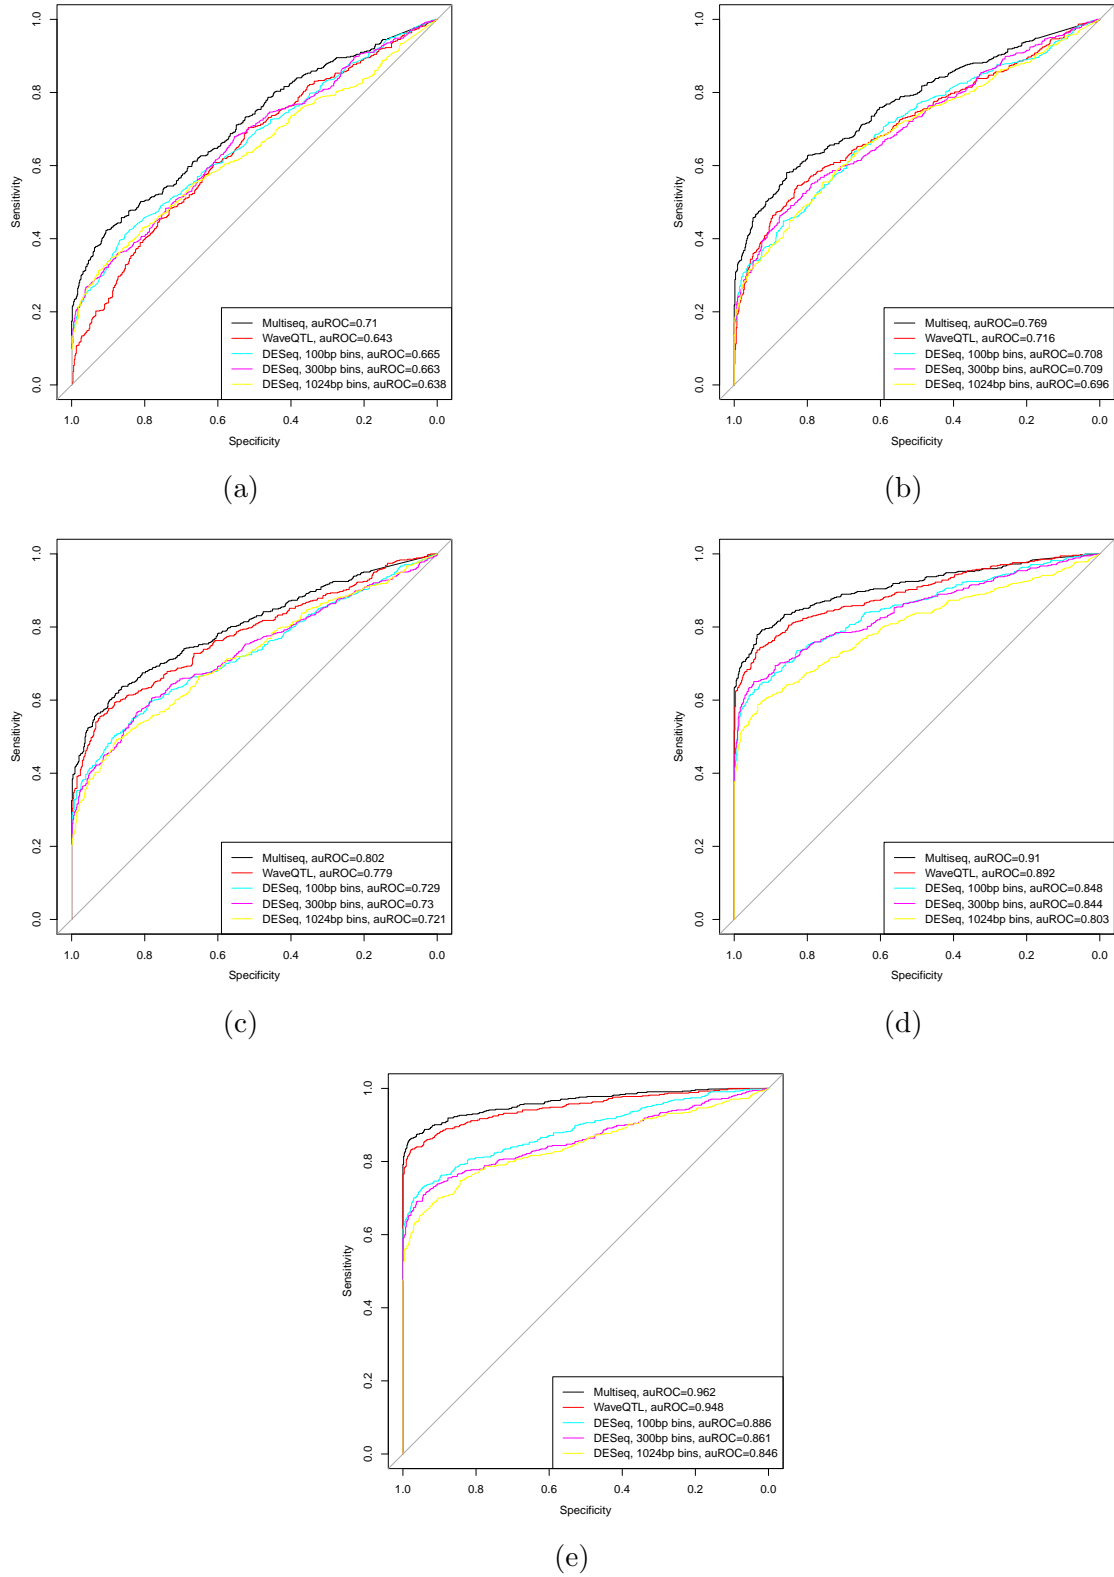 1.0
0.8
0.6
0.4
0.2
0.0
Sensitivity
Multiseq, auROC=0.71
WaveQTL, auROC=0.643
DESeq, 100bp bins, auROC=0.665
DESeq, 300bp bins, auROC=0.663
DESeq, 1024bp bins, auROC=0.638
1.0 0.8 0.6 0.4 0.2 0.0
Specificity
(a)
1.0
0.8
0.6
0.4
0.2
0.0
Sensitivity
Multiseq, auROC=0.769
WaveQTL, auROC=0.716
DESeq, 100bp bins, auROC=0.708
DESeq, 300bp bins, auROC=0.709
DESeq, 1024bp bins, auROC=0.696
1.0 0.8 0.6 0.4 0.2 0.0
Specificity
(b)
1.0
0.8
0.6
0.4
0.2
0.0
Sensitivity
Multiseq, auROC=0.802
WaveQTL, auROC=0.779
DESeq, 100bp bins, auROC=0.729
DESeq, 300bp bins, auROC=0.73
DESeq, 1024bp bins, auROC=0.721
1.0 0.8 0.6 0.4 0.2 0.0
Specificity
(c)
1.0
0.8
0.6
0.4
0.2
0.0
Sensitivity
Multiseq, auROC=0.91
WaveQTL, auROC=0.892
DESeq, 100bp bins, auROC=0.848
DESeq, 300bp bins, auROC=0.844
DESeq, 1024bp bins, auROC=0.803
1.0 0.8 0.6 0.4 0.2 0.0
Specificity
(d)
1.0
0.8
0.6
0.4
0.2
0.0
Sensitivity
Multiseq, auROC=0.962
WaveQTL, auROC=0.948
DESeq, 100bp bins, auROC=0.886
DESeq, 300bp bins, auROC=0.861
DESeq, 1024bp bins, auROC=0.846
1.0 0.8 0.6 0.4 0.2 0.0
Specificity
(e)